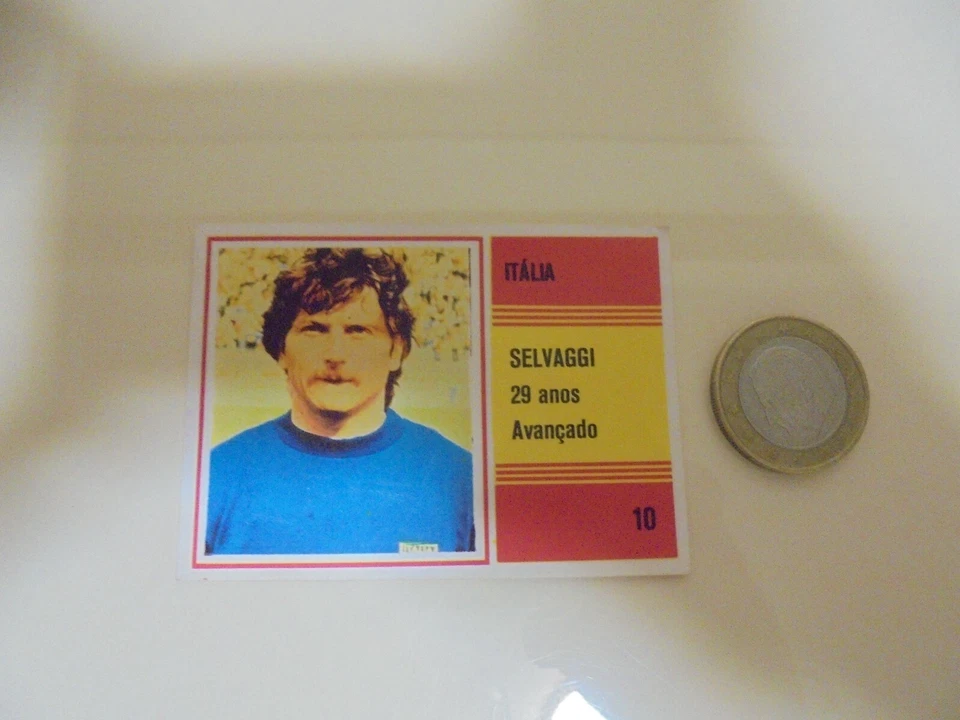 ITÁLIA
SELVAGGI
29 anos
Avançado
10